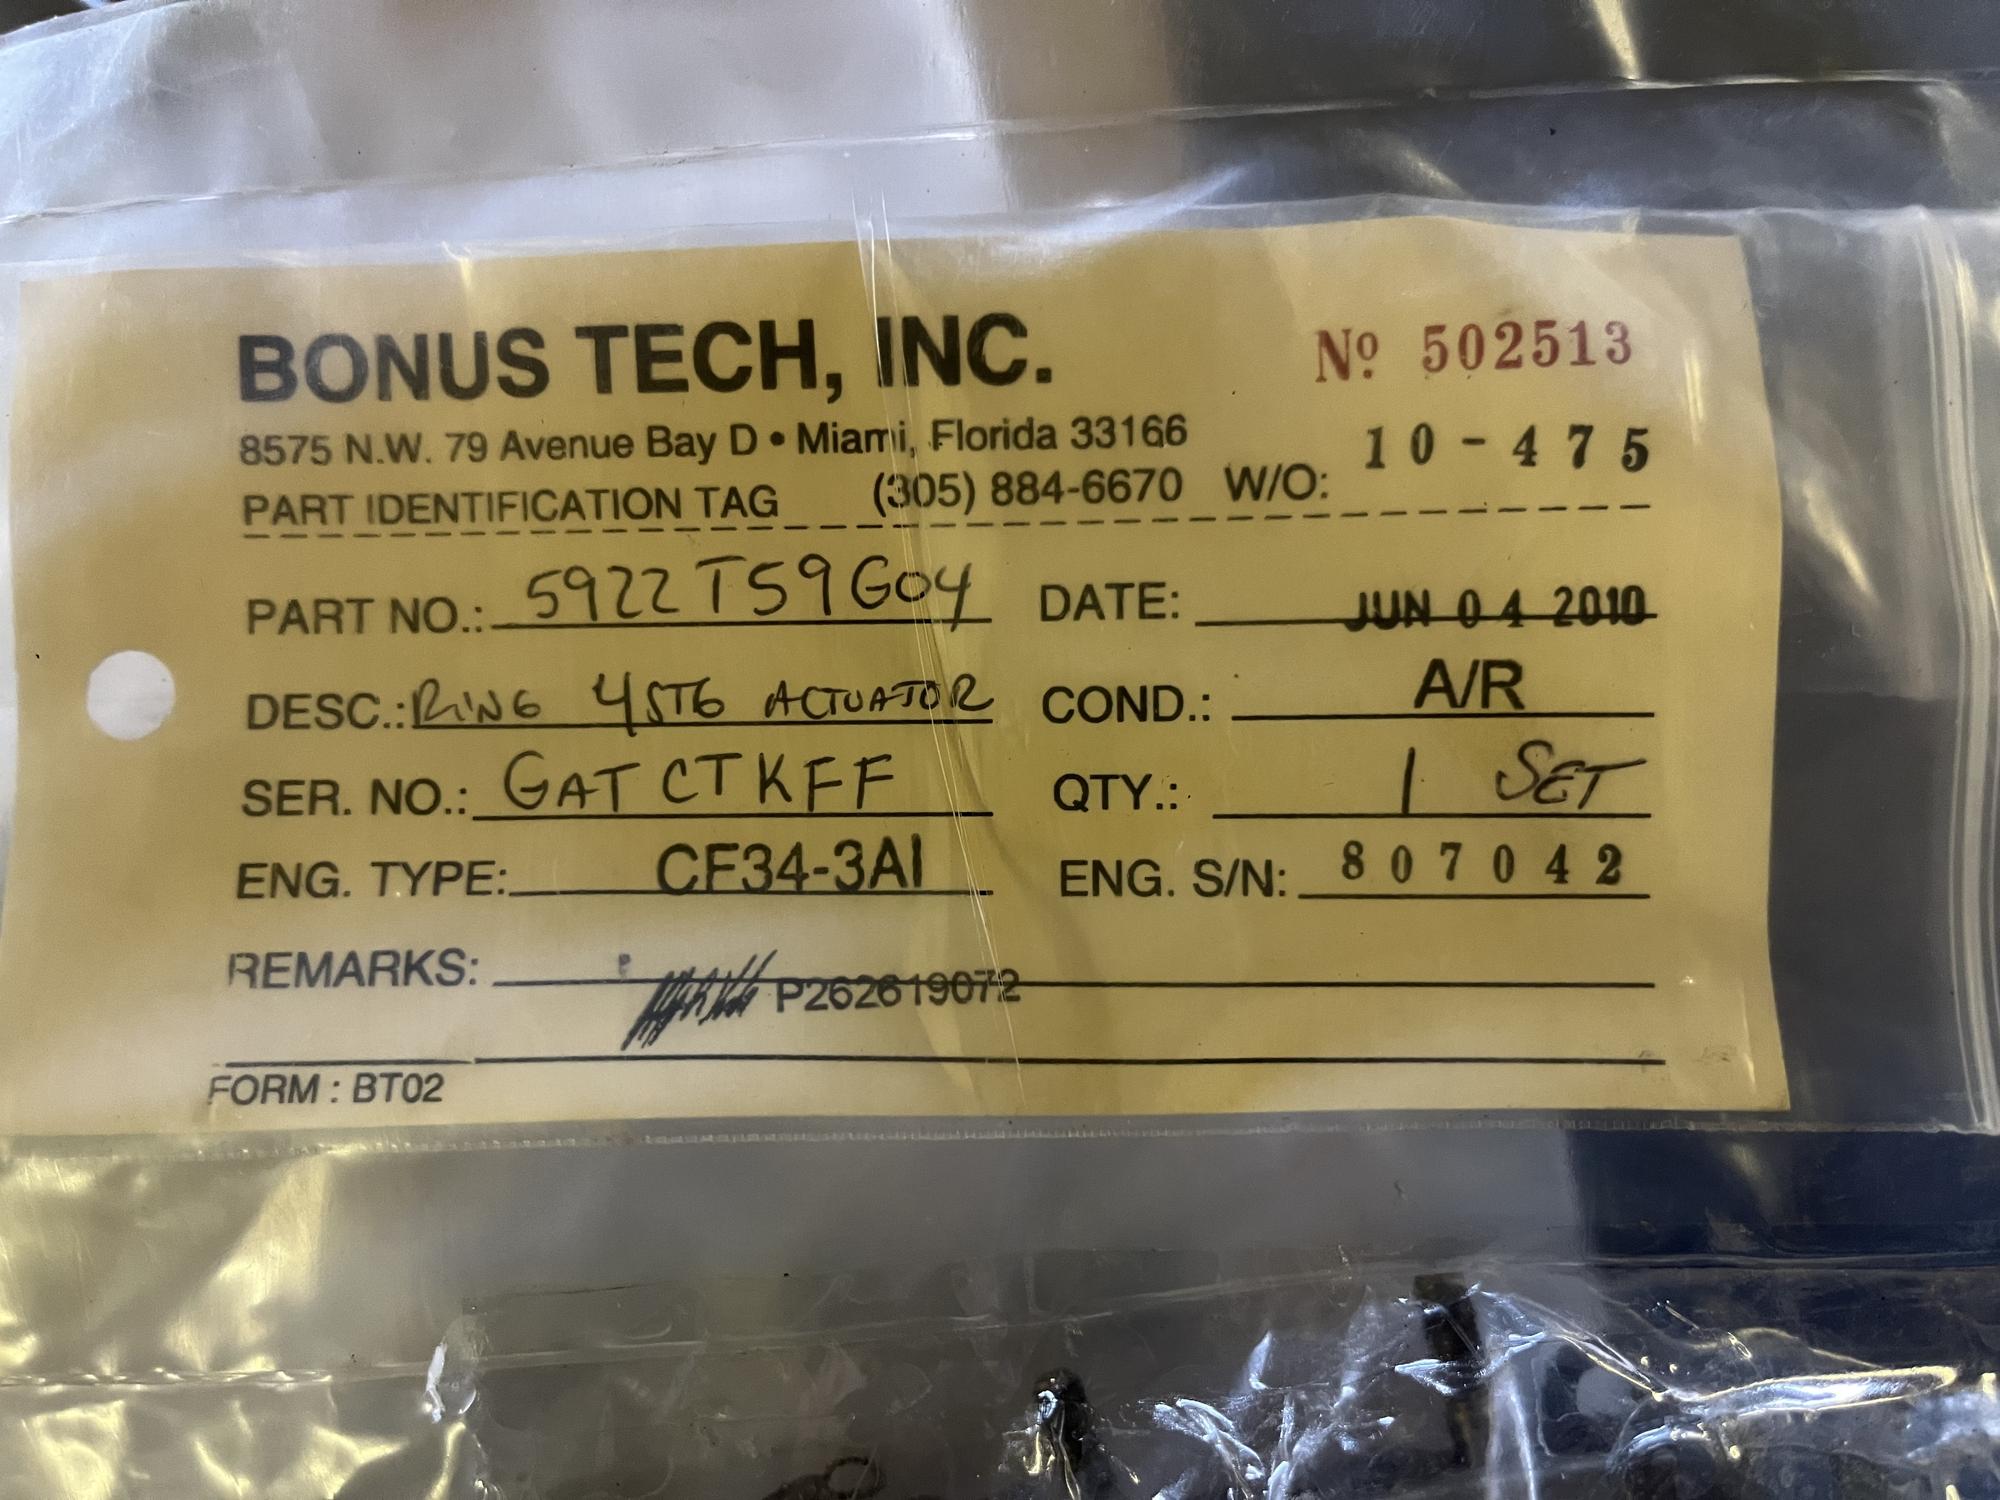 BONUS TECH, INC. Nº 502513
8575 N.W. 79 Avenue Bay D • Miami, Florida 33166
PART IDENTIFICATION TAG (305) 884-6670 W/O: 10-475
PART NO.: 5922T59G04 DATE: JUN 04 2010
DESC.: RING 4STG ACTUATOR COND.: A/R
SER. NO.: GATCTKFF QTY.: 1 SET
ENG. TYPE: CF34-3A1 ENG. S/N: 807042
REMARKS: P
P262619072
FORM : BT02